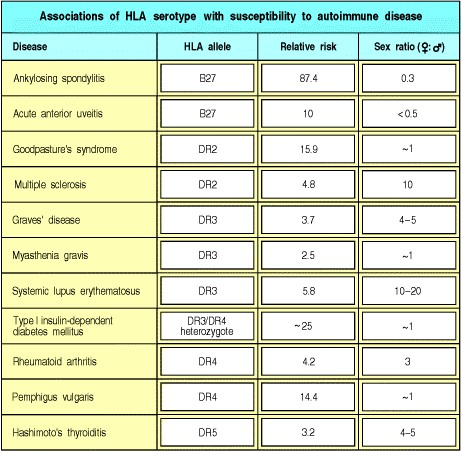 Associations of HLA serotype with susceptibility to autoimmune disease
Disease HLA allele Relative risk Sex ratio (♀:♂)
Ankylosing spondylitis B27 87.4 0.3
Acute anterior uveitis B27 10 <0.5
Goodpasture's syndrome DR2 15.9 ~1
Multiple sclerosis DR2 4.8 10
Graves' disease DR3 3.7 4–5
Myasthenia gravis DR3 2.5 ~1
Systemic lupus erythematosus DR3 5.8 10–20
Type I insulin-dependent
diabetes mellitus DR3/DR4
heterozygote ~25 ~1
Rheumatoid arthritis DR4 4.2 3
Pemphigus vulgaris DR4 14.4 ~1
Hashimoto's thyroiditis DR5 3.2 4–5